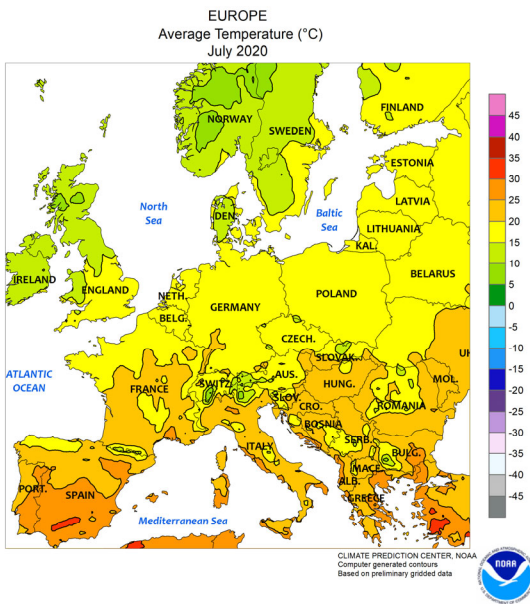 EUROPE
Average Temperature (°C)
July 2020
FINLAND
NORWAY
SWEDEN
ESTONIA
North
Sea
LATVIA
DEN.
Baltic
Sea
LITHUANIA
KAL.
BELARUS
IRELAND
ENGLAND
NETH.
BELG.
GERMANY
POLAND
CZECH.
SLOVAK.
UK
ATLANTIC
OCEAN
FRANCE
SWITZ.
AUS.
HUNG.
MOL.
SLOV.
CRO.
ROMANIA
BOSNIA
SERB.
ITALY
BULG.
MACE.
ALB.
GREECE
PORT.
SPAIN
Mediterranean Sea
45
40
35
30
25
20
15
10
5
0
-5
-10
-15
-20
-25
-30
-35
-40
-45
CLIMATE PREDICTION CENTER, NOAA
Computer generated contours
Based on preliminary gridded data
NOAA